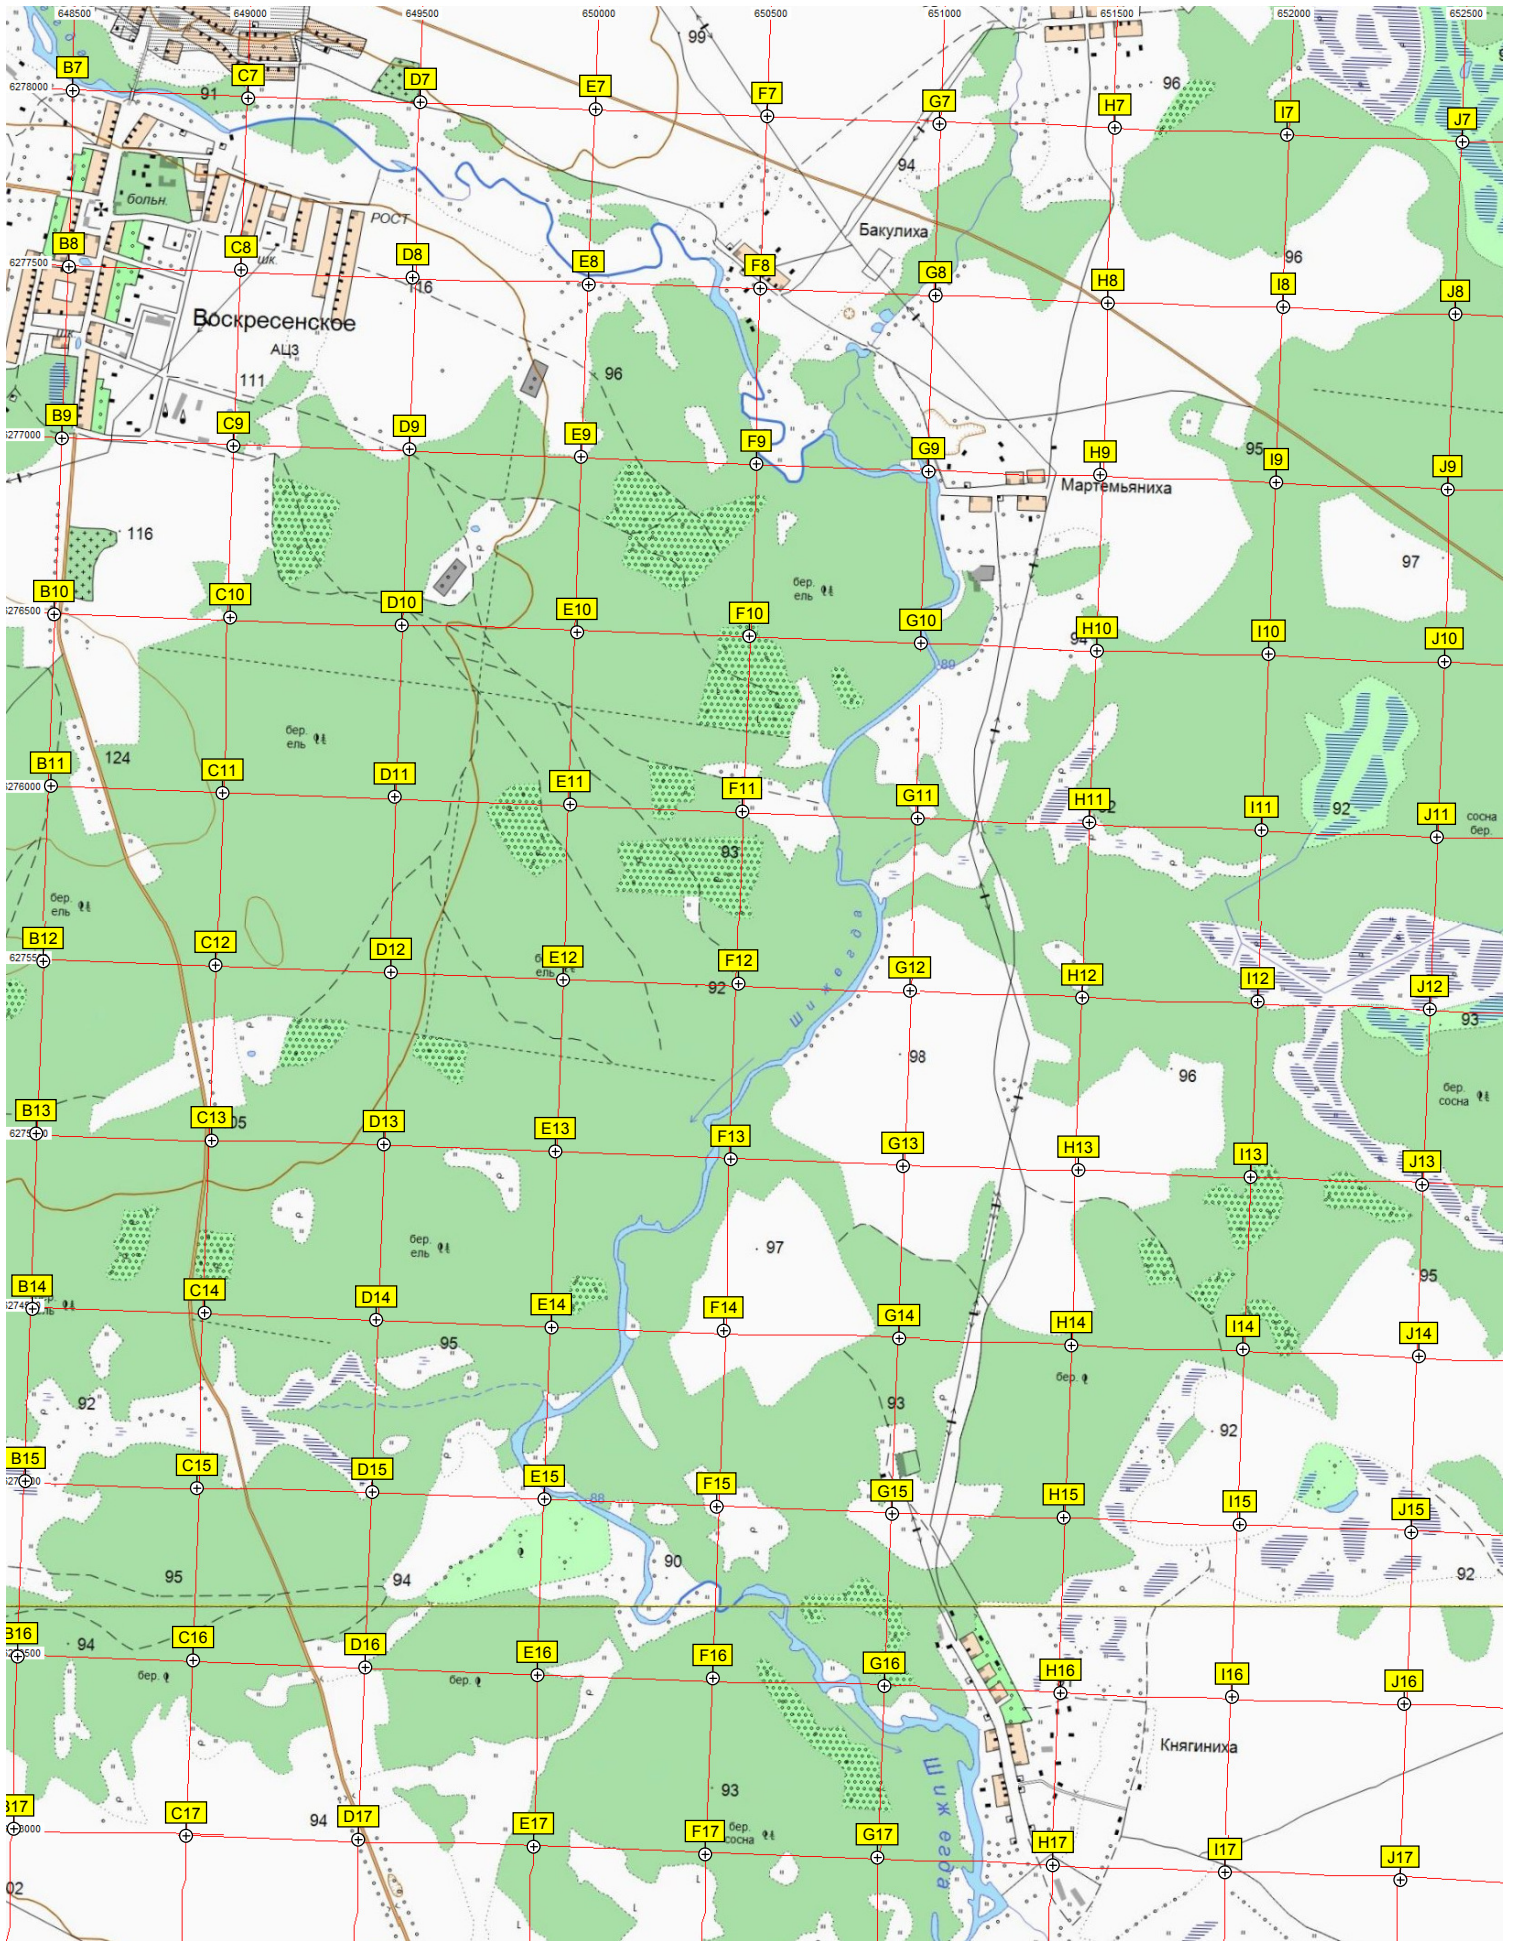 648500 649000 649500 650000 650500 651000 651500 652000 652500
99
B7 C7 D7 E7 F7 G7 H7 I7 J7
6278000
91
96
94
больн.
РОСТ
Бакулиха
B8 C8 D8 E8 F8 G8 H8 I8 J8
6277500
шк.
116
96
Воскресенское
АЦЗ
шк.
111
96
B9 C9 D9 E9 F9 G9 H9 I9 J9
6277000
95
Мартемьяниха
116
97
бер.
ель
B10 C10 D10 E10 F10 G10 H10 I10 J10
6276500
94
89
бер.
ель
124
B11 C11 D11 E11 F11 G11 H11 I11 J11
6276000
92
сосна
бер.
93
бер.
ель
Шижегда
B12 C12 D12 E12 F12 G12 H12 I12 J12
ель
92
93
98
96
бер.
сосна
B13 C13 D13 E13 F13 G13 H13 I13 J13
05
бер.
ель
97
95
B14 C14 D14 E14 F14 G14 H14 I14 J14
95
бер.
92
93
92
B15 C15 D15 E15 F15 G15 H15 I15 J15
88
90
95
94
92
B16 C16 D16 E16 F16 G16 H16 I16 J16
94
бер.
бер.
Княгиниха
Шижегда
93
B17 C17 D17 E17 F17 G17 H17 I17 J17
94
бер.
сосна
02